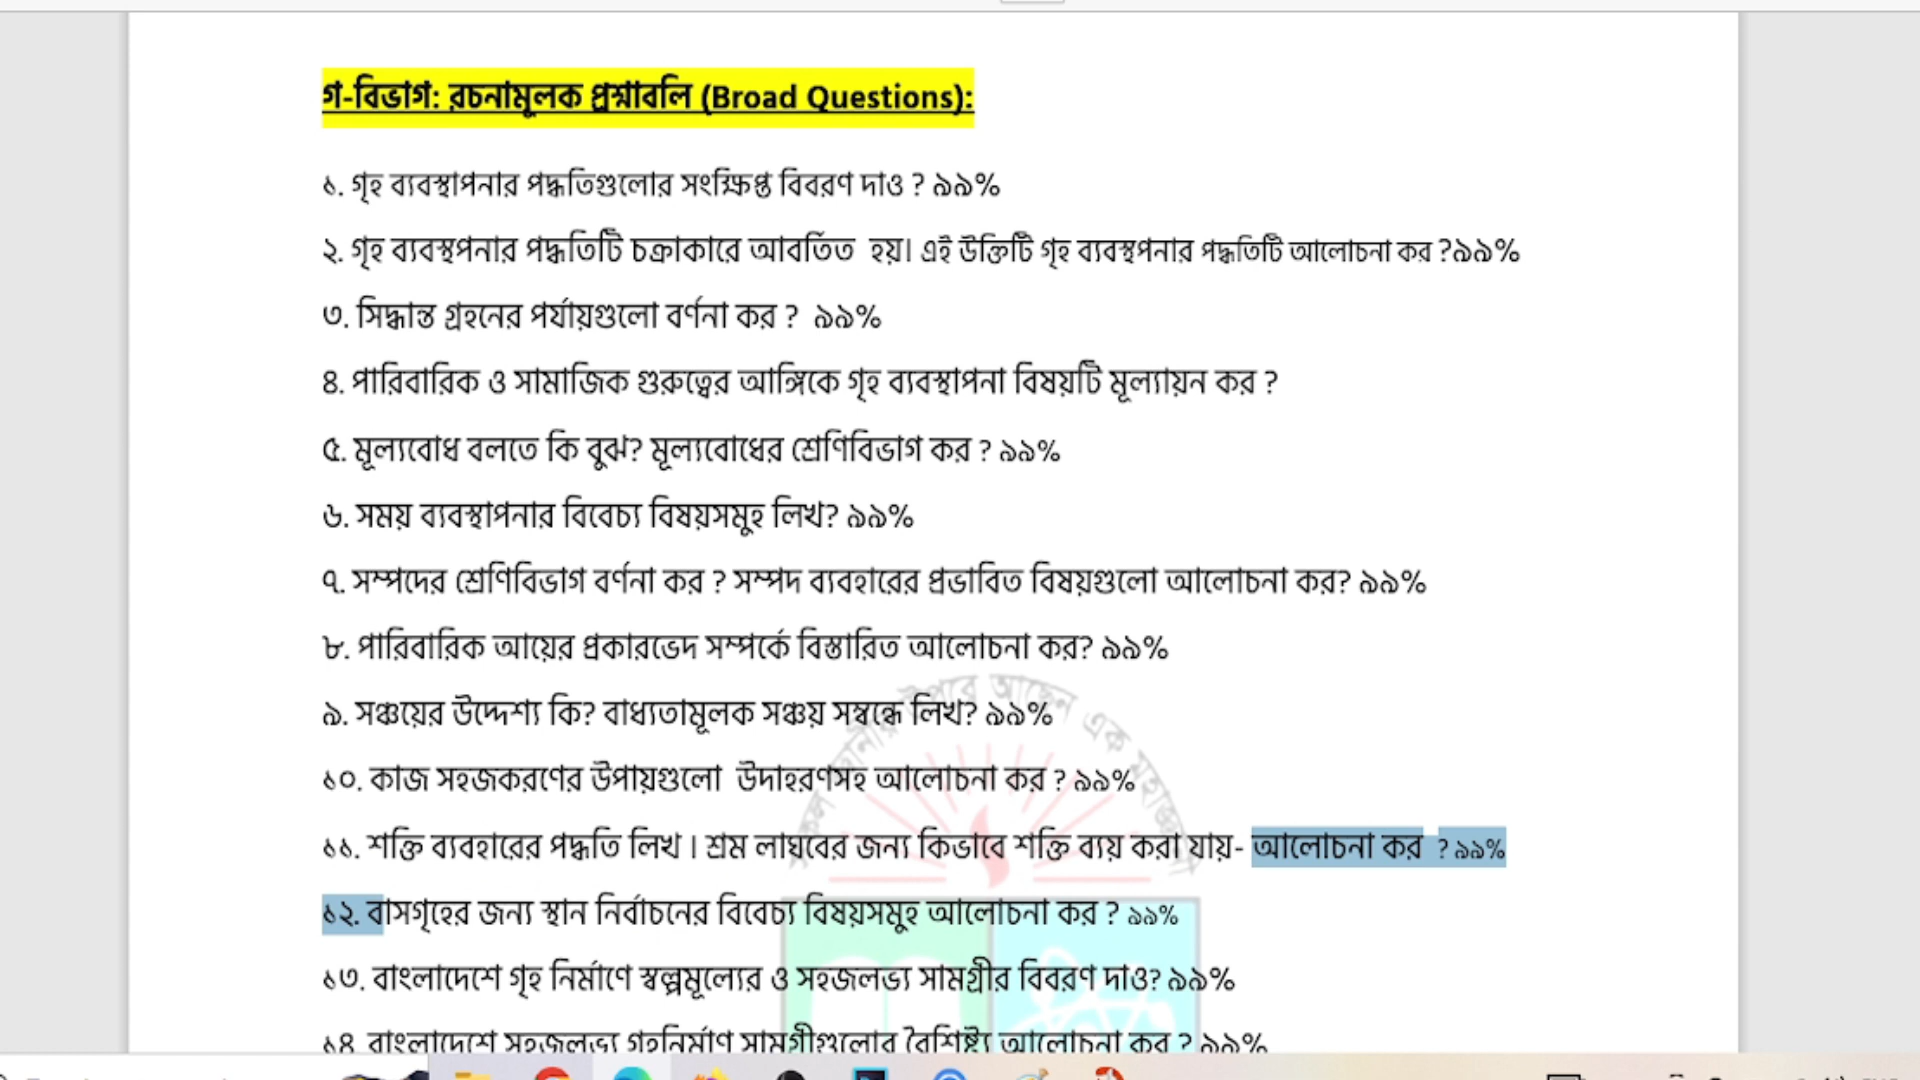 গ-বিভাগ: রচনামুলক প্রশ্নাবলি (Broad Questions):
১. গৃহ ব্যবস্থাপনার পদ্ধতিগুলোর সংক্ষিপ্ত বিবরণ দাও ? ৯৯%
২. গৃহ ব্যবস্থপনার পদ্ধতিটি চক্রাকারে আবর্তিত হয়। এই উক্তিটি গৃহ ব্যবস্থপনার পদ্ধতিটি আলোচনা কর ?৯৯%
৩. সিদ্ধান্ত গ্রহনের পর্যায়গুলো বর্ণনা কর ? ৯৯%
৪. পারিবারিক ও সামাজিক গুরুত্বের আঙ্গিকে গৃহ ব্যবস্থাপনা বিষয়টি মূল্যায়ন কর ?
৫. মূল্যবোধ বলতে কি বুঝ? মূল্যবোধের শ্রেণিবিভাগ কর ? ৯৯%
৬. সময় ব্যবস্থাপনার বিবেচ্য বিষয়সমুহ লিখ? ৯৯%
৭. সম্পদের শ্রেণিবিভাগ বর্ণনা কর ? সম্পদ ব্যবহারের প্রভাবিত বিষয়গুলো আলোচনা কর? ৯৯%
৮. পারিবারিক আয়ের প্রকারভেদ সম্পর্কে বিস্তারিত আলোচনা কর? ৯৯%
৯. সঞ্চয়ের উদ্দেশ্য কি? বাধ্যতামূলক সঞ্চয় সম্বন্ধে লিখ? ৯৯%
১০. কাজ সহজকরণের উপায়গুলো উদাহরণসহ আলোচনা কর ? ৯৯%
১১. শক্তি ব্যবহারের পদ্ধতি লিখ । শ্রম লাঘবের জন্য কিভাবে শক্তি ব্যয় করা যায়- আলোচনা কর ? ৯৯%
১২. বাসগৃহের জন্য স্থান নির্বাচনের বিবেচ্য বিষয়সমুহ আলোচনা কর ? ৯৯%
১৩. বাংলাদেশে গৃহ নির্মাণে স্বল্পমূল্যের ও সহজলভ্য সামগ্রীর বিবরণ দাও? ৯৯%
১৪. বাংলাদেশে সহজলভ্য গৃহনির্মাণ সামগ্রীগুলোর বৈশিষ্ট্য আলোচনা কর ? ৯৯%
উপরে আছেন এক